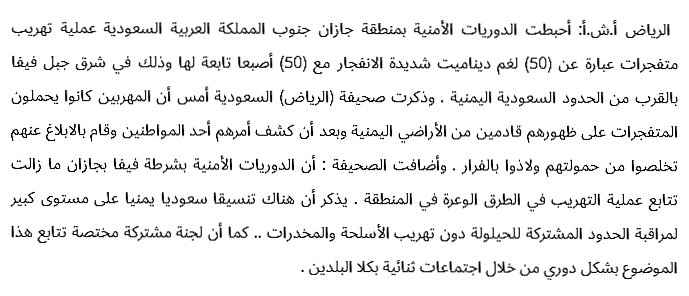 الرياض أ.ش.أ: أحبطت الدوريات الأمنية بمنطقة جازان جنوب المملكة العربية السعودية عملية تهريب
متفجرات عبارة عن (50) لغم ديناميت شديدة الانفجار مع (50) أصبعا تابعة لها وذلك في شرق جبل فيفا
بالقرب من الحدود السعودية اليمنية . وذكرت صحيفة (الرياض) السعودية أمس أن المهربين كانوا يحملون
المتفجرات على ظهورهم قادمين من الأراضي اليمنية وبعد أن كشف أمرهم أحد المواطنين وقام بالابلاغ عنهم
تخلصوا من حمولتهم ولاذوا بالفرار . وأضافت الصحيفة : أن الدوريات الأمنية بشرطة فيفا بجازان ما زالت
تتابع عملية التهريب في الطرق الوعرة في المنطقة . يذكر أن هناك تنسيقا سعوديا يمنيا على مستوى كبير
لمراقبة الحدود المشتركة للحيلولة دون تهريب الأسلحة والمخدرات .. كما أن لجنة مشتركة مختصة تتابع هذا
الموضوع بشكل دوري من خلال اجتماعات ثنائية بكلا البلدين .